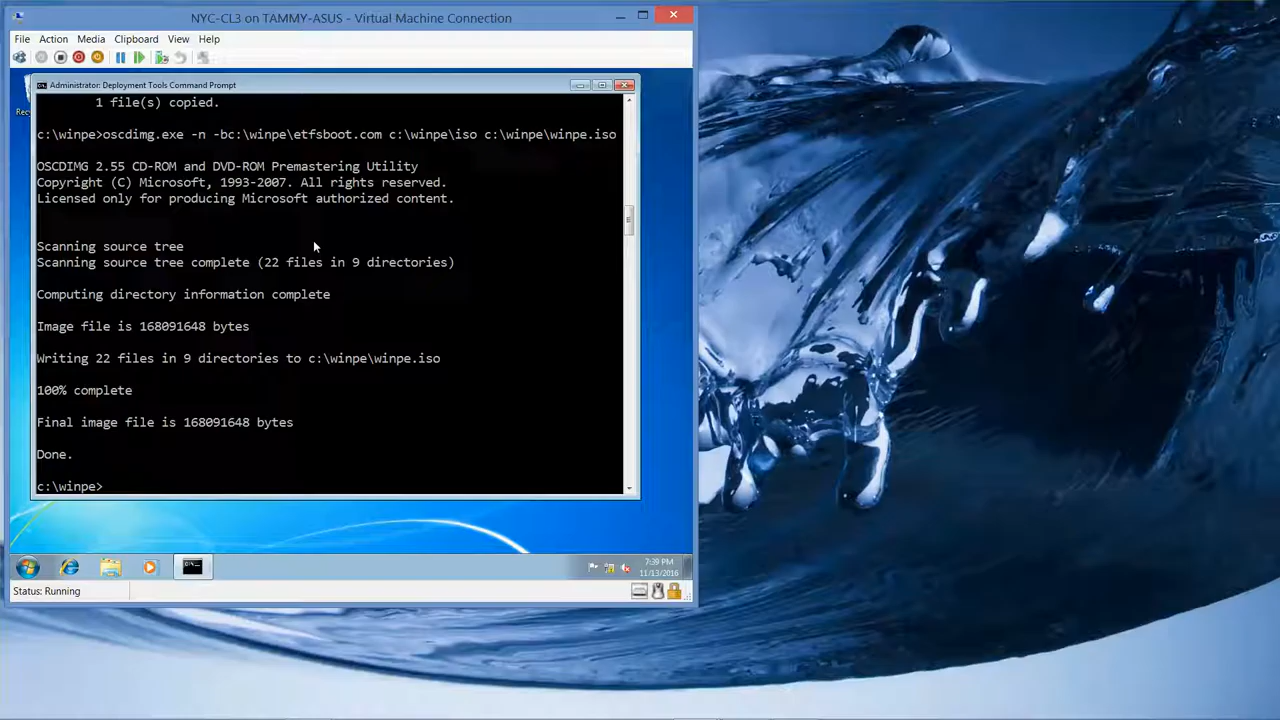 NYC-CL3 on TAMMY-ASUS - Virtual Machine Connection
File Action Media Clipboard View Help
Administrator: Deployment Tools Command Prompt
1 file(s) copied.
c:\winpe>oscdimg.exe -n -bc:\winpe\etfsboot.com c:\winpe\iso c:\winpe\winpe.iso
OSCDIMG 2.55 CD-ROM and DVD-ROM Premastering Utility
Copyright (C) Microsoft, 1993-2007. All rights reserved.
Licensed only for producing Microsoft authorized content.
Scanning source tree
Scanning source tree complete (22 files in 9 directories)
Computing directory information complete
Image file is 168091648 bytes
Writing 22 files in 9 directories to c:\winpe\winpe.iso
100% complete
Final image file is 168091648 bytes
Done.
c:\winpe>
7:39 PM
11/13/2016
Status: Running